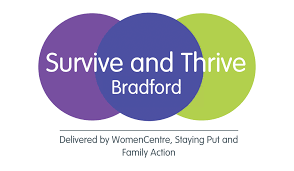 Survive and Thrive
Bradford
Delivered by WomenCentre, Staying Put and
Family Action